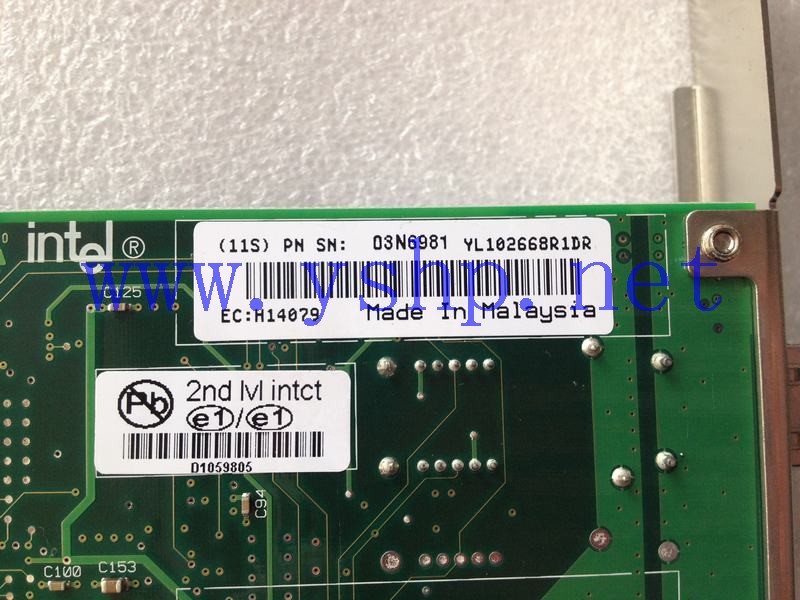 intel ®
(11S) PN SN: 03N6981 YL102668R1DR
EC:H14079 Made In Malaysia
www.yshp.net
C125
Pb 2nd lvl intct
e1/e1
D1059805
C94
C100
C153